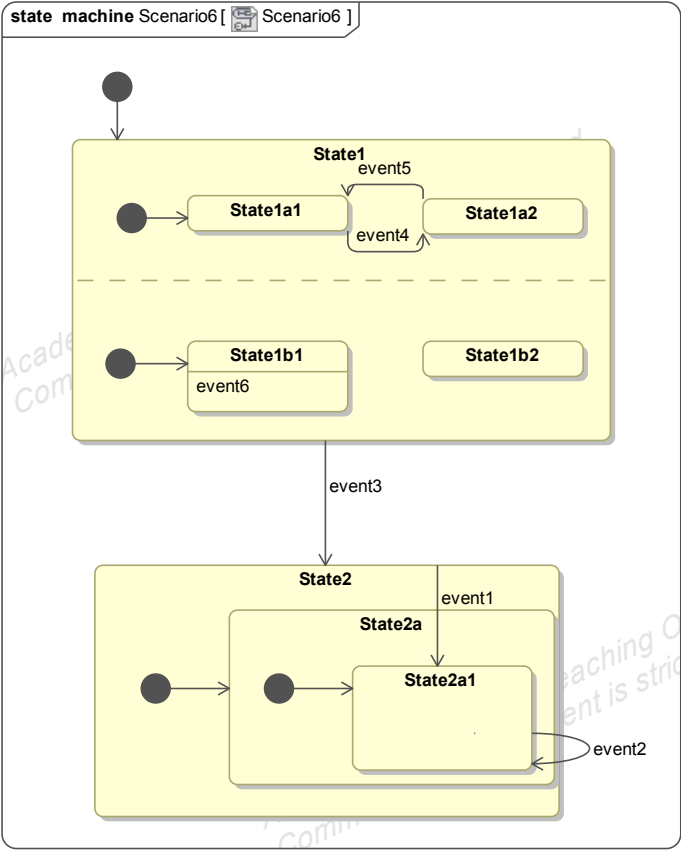 state machine Scenario6 [ Scenario6 ]
State1
event5
State1a1
State1a2
event4
State1b1
State1b2
event6
event3
State2
event1
State2a
State2a1
event2